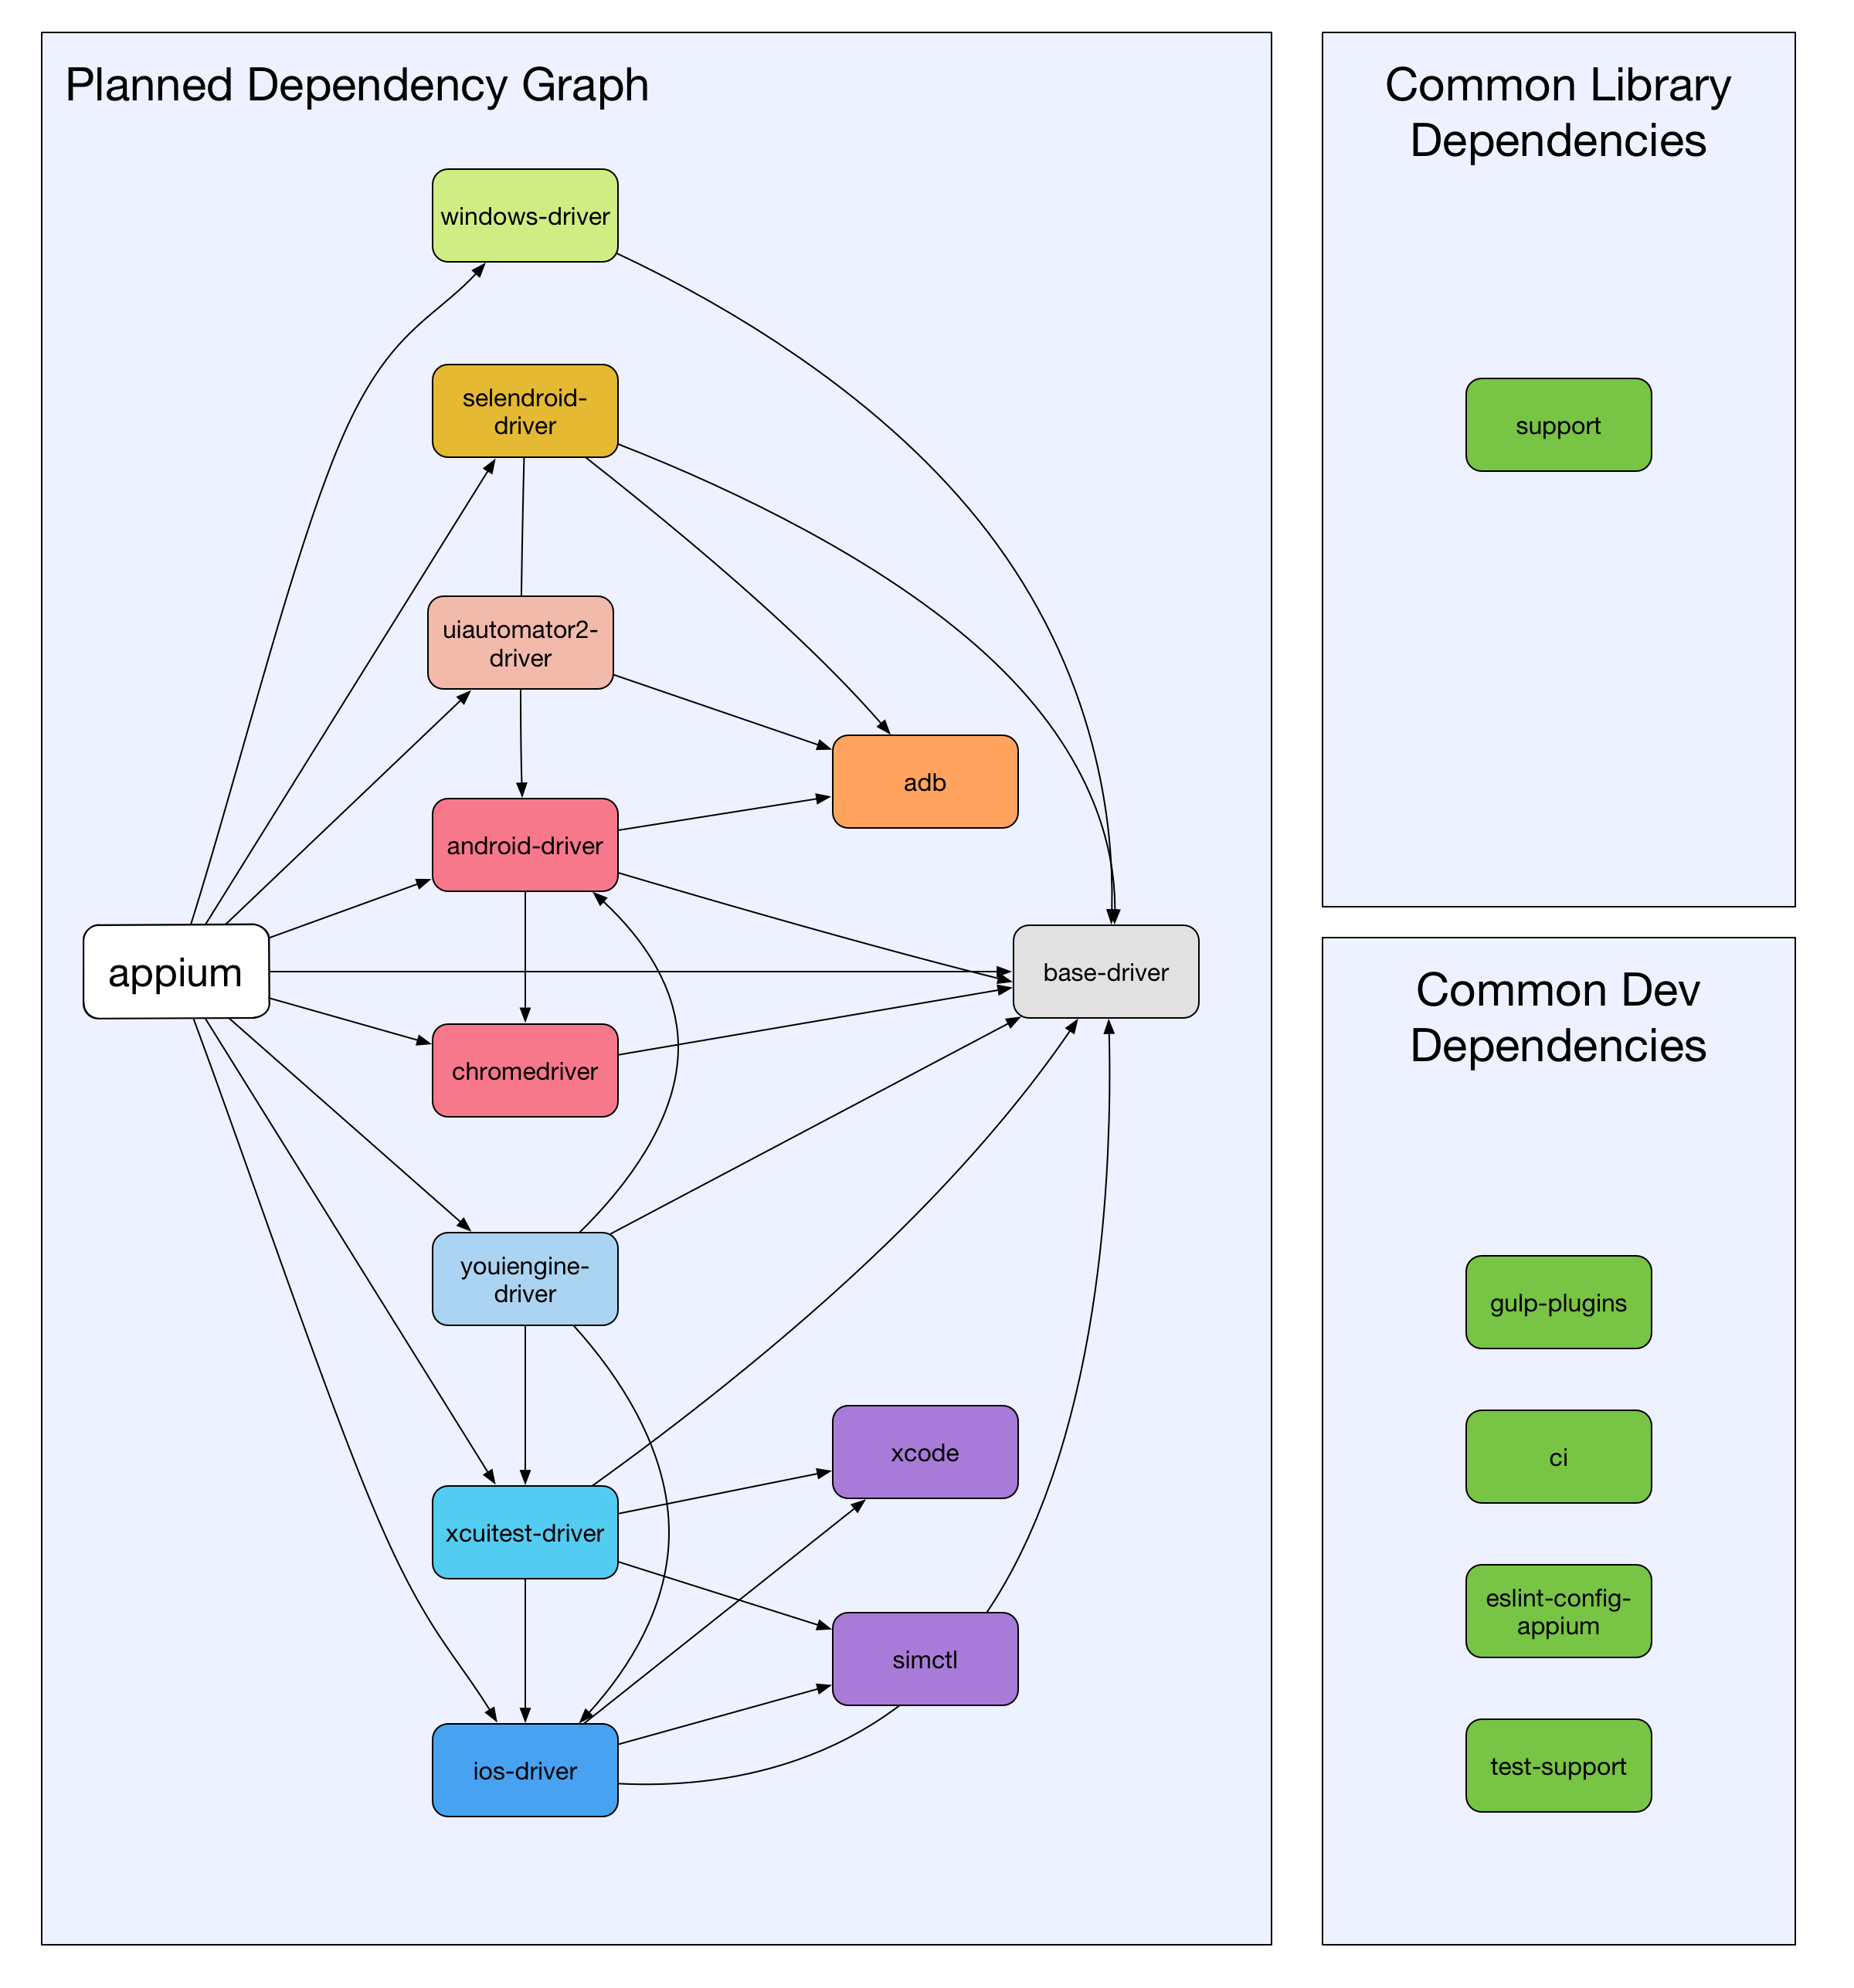 Planned Dependency Graph
windows-driver
selendroid-
driver
uiautomator2-
driver
adb
android-driver
appium
base-driver
chromedriver
youiengine-
driver
xcode
xcuitest-driver
simctl
ios-driver
Common Library
Dependencies
support
Common Dev
Dependencies
gulp-plugins
ci
eslint-config-
appium
test-support